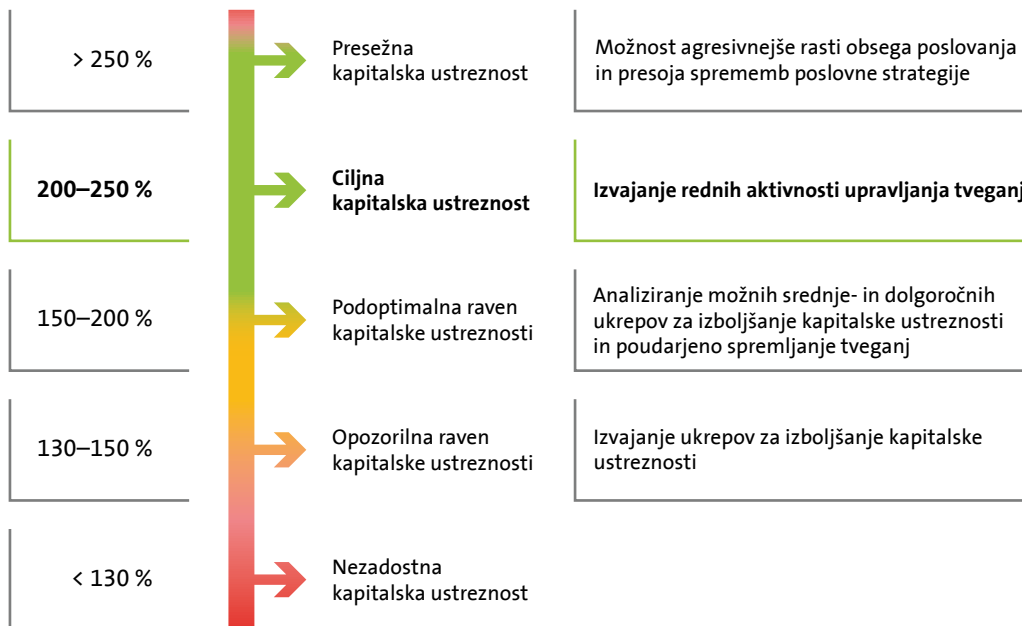 > 250 %
Presežna
kapitalska ustreznost
Možnost agresivnejše rasti obsega poslovanja
in presoja sprememb poslovne strategije
200–250 %
Ciljna
kapitalska ustreznost
Izvajanje rednih aktivnosti upravljanja tveganj
150–200 %
Podoptimalna raven
kapitalske ustreznosti
Analiziranje možnih srednje- in dolgoročnih
ukrepov za izboljšanje kapitalske ustreznosti
in poudarjeno spremljanje tveganj
130–150 %
Opozorilna raven
kapitalske ustreznosti
Izvajanje ukrepov za izboljšanje kapitalske
ustreznosti
< 130 %
Nezadostna
kapitalska ustreznost